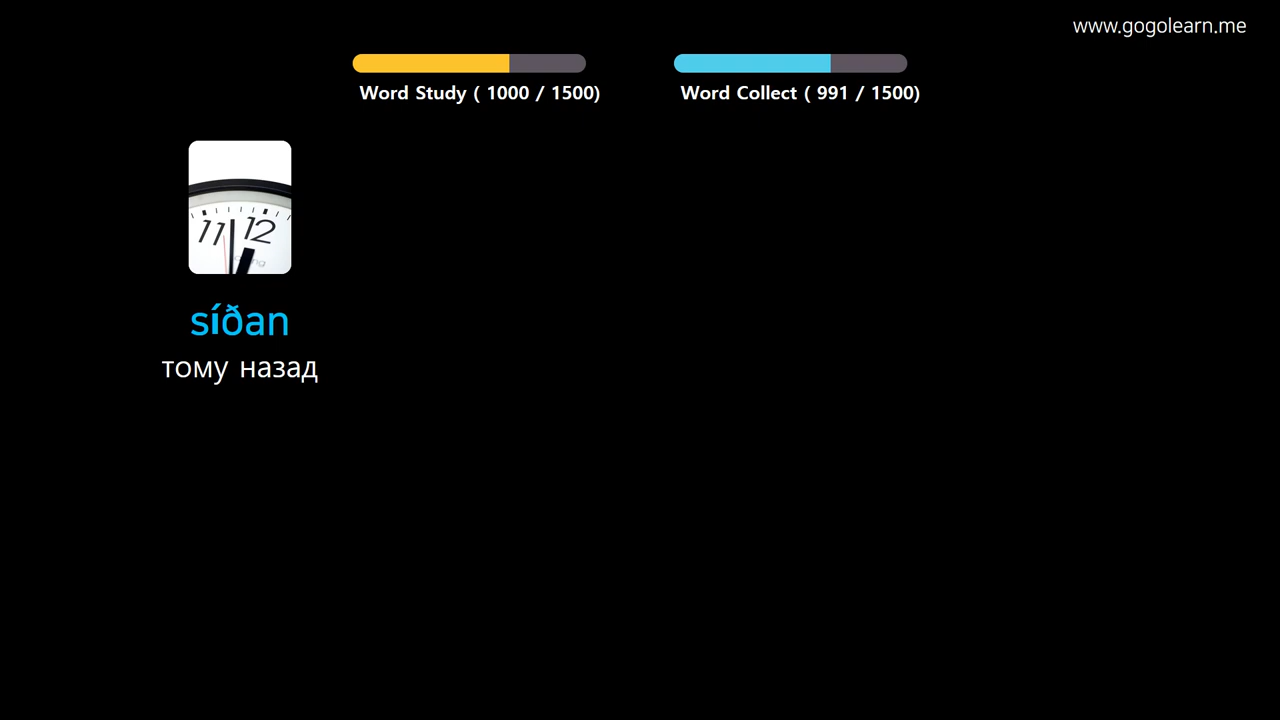 www.gogolearn.me
Word Study ( 1000 / 1500)
Word Collect ( 991 / 1500)
11 12
síðan
тому назад